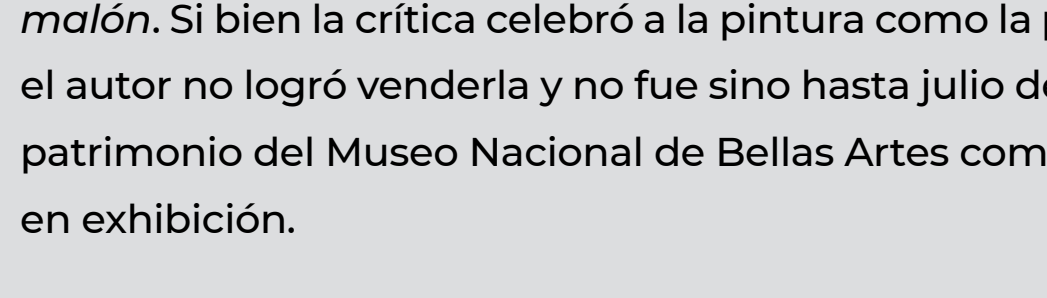 malón. Si bien la crítica celebró a la pintura como la
el autor no logró venderla y no fue sino hasta julio
patrimonio del Museo Nacional de Bellas Artes com
en exhibición.